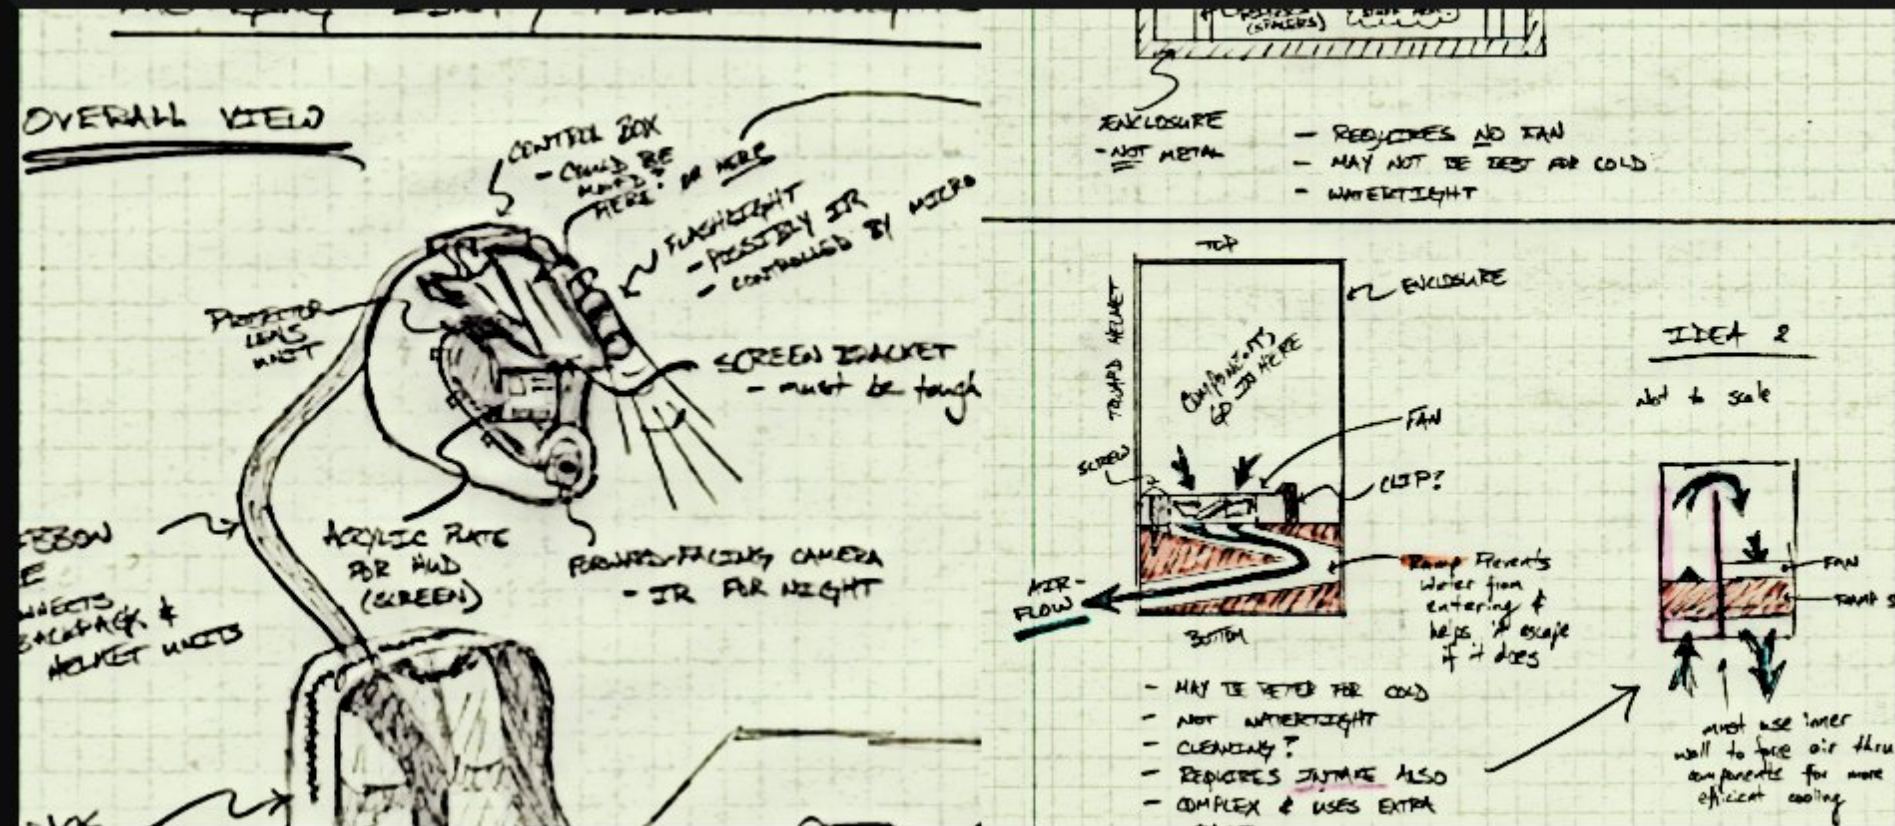 OVERALL VIEW
CONTROL BOX
- COULD BE
HERE? OR HERE
FLASHLIGHT
- POSSIBLY IR
- CONTROLLED BY MICRO
PROJECTOR
LENS
UNIT
SCREEN BRACKET
- must be tough
ACRYLIC PLATE
FOR HUD
(SCREEN)
FORWARD-FACING CAMERA
- IR FOR NIGHT
BACKPACK &
HELMET UNITS
(SPACERS)
ENCLOSURE
- NOT METAL
- REQUIRES NO FAN
- MAY NOT BE BEST FOR COLD
- WATERTIGHT
TOP
TOWARD HELMET
ENCLOSURE
COMPONENTS
GO IN HERE
FAN
SCREW
CLIP?
AIR-
FLOW
BOTTOM
Ramp Prevents
water from
entering &
helps it escape
if it does
- MAY BE BETER FOR COLD
- NOT WATERTIGHT
- CLEANING?
- REQUIRES INTAKE ALSO
- COMPLEX & USES EXTRA
IDEA 2
Not to scale
FAN
RAMP S
must use inner
wall to force air thru
components for more
efficient cooling